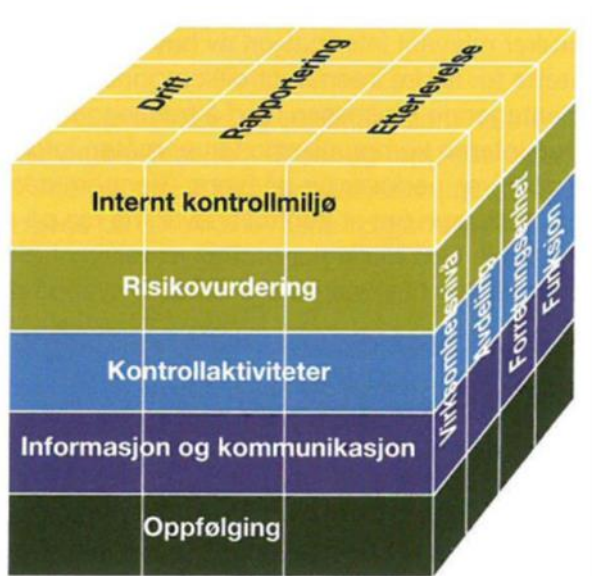 Drift
Rapportering
Etterlevelse
Internt kontrollmiljø
Risikovurdering
Kontrollaktiviteter
Informasjon og kommunikasjon
Oppfølging
Virksomhetsnivå
Avdeling
Forretningsenhet
Funksjon